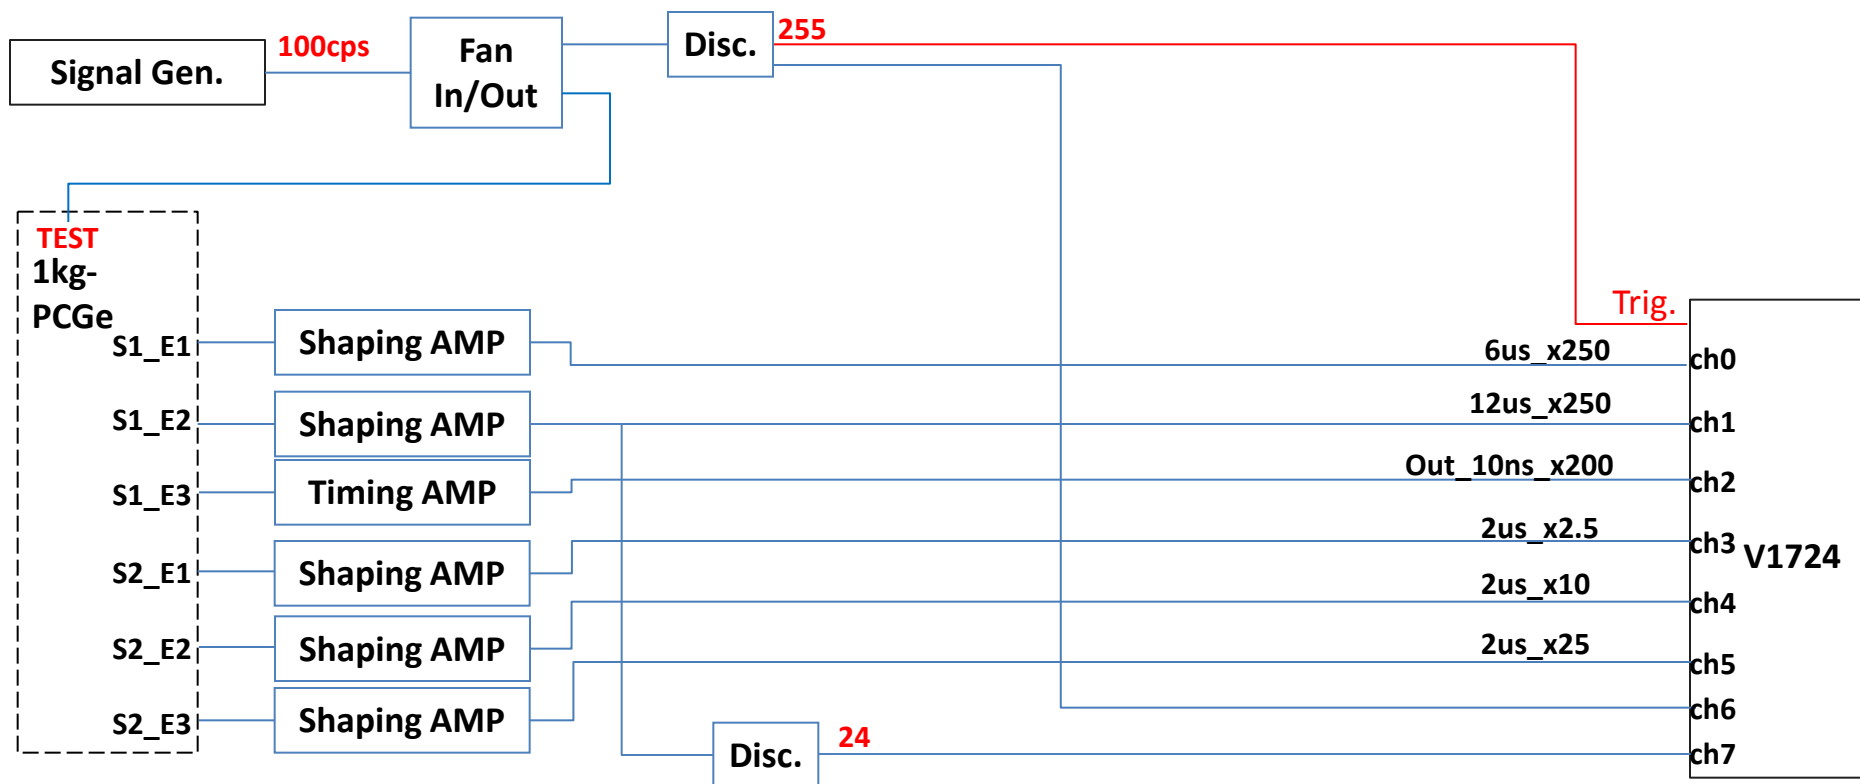 Signal Gen.
100cps
Fan
In/Out
Disc.
255
TEST
1kg-
PCGe
Trig.
S1_E1
Shaping AMP
6us_x250
ch0
S1_E2
Shaping AMP
12us_x250
ch1
S1_E3
Timing AMP
Out_10ns_x200
ch2
S2_E1
Shaping AMP
2us_x2.5
ch3
V1724
S2_E2
Shaping AMP
2us_x10
ch4
S2_E3
Shaping AMP
2us_x25
ch5
ch6
Disc.
24
ch7